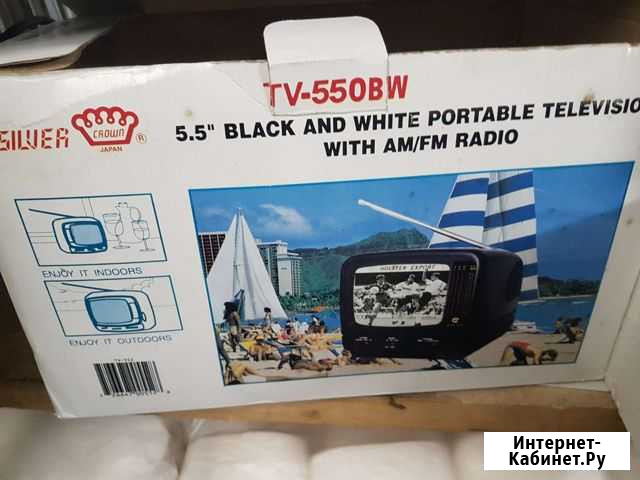 TV-550BW
5.5" BLACK AND WHITE PORTABLE TELEVISIO
WITH AM/FM RADIO
SILVER
CROWN
JAPAN
®
ENJOY IT INDOORS
ENJOY IT OUTDOORS
Интернет-
Кабинет.Ру